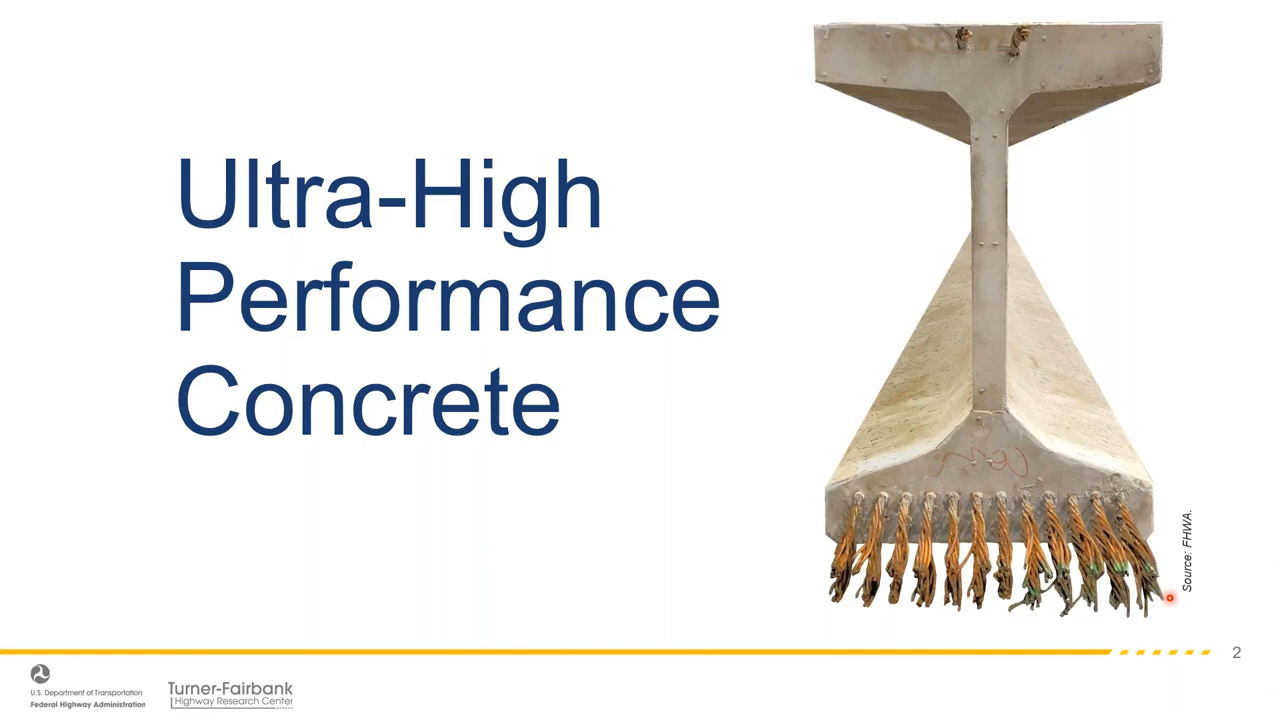 Ultra-High
Performance
Concrete
Source: FHWA.
2
U.S. Department of Transportation
Federal Highway Administration
Turner-Fairbank
Highway Research Center